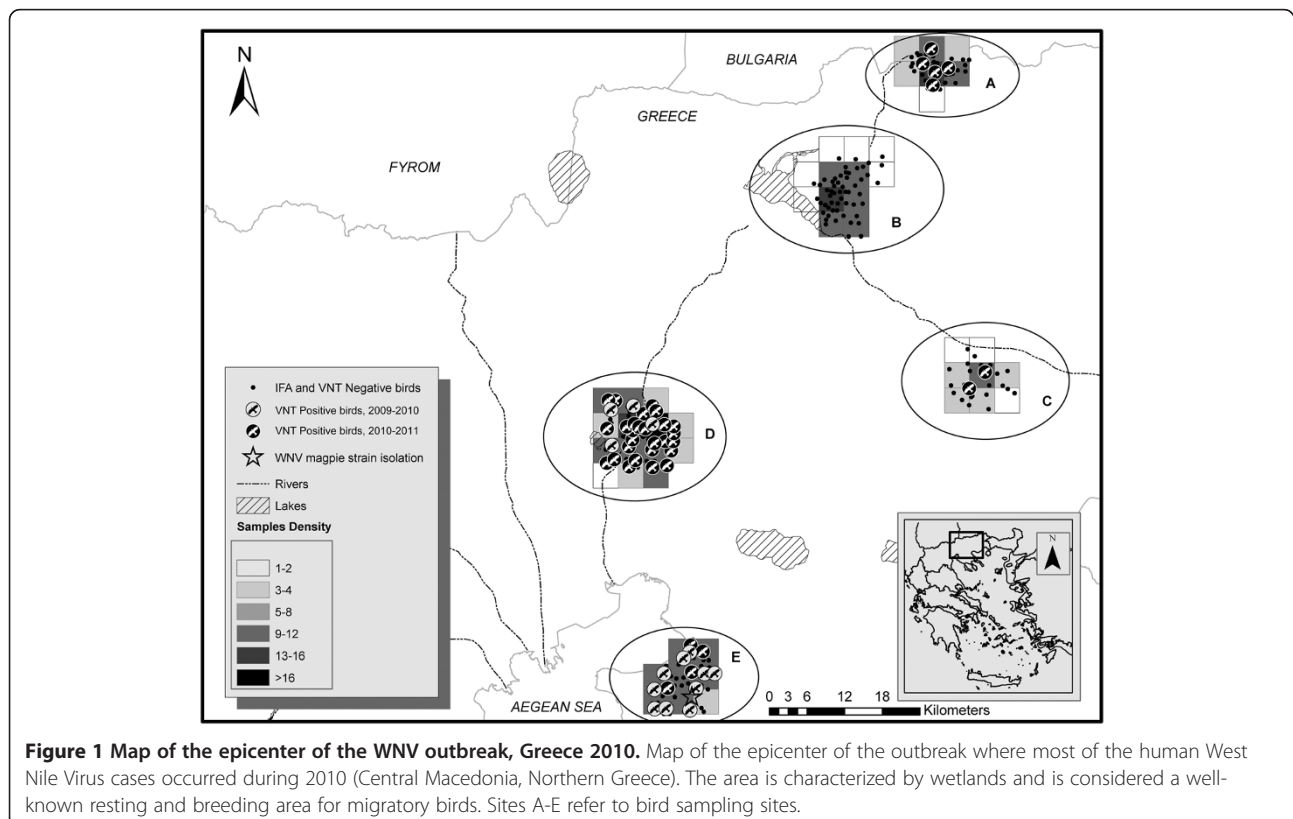 N
BULGARIA
GREECE
FYROM
A
B
C
D
E
IFA and VNT Negative birds
VNT Positive birds, 2009-2010
VNT Positive birds, 2010-2011
WNV magpie strain isolation
Rivers
Lakes
Samples Density
1-2
3-4
5-8
9-12
13-16
>16
N
AEGEAN SEA
0 3 6 12 18
Kilometers
Figure 1 Map of the epicenter of the WNV outbreak, Greece 2010. Map of the epicenter of the outbreak where most of the human West
Nile Virus cases occurred during 2010 (Central Macedonia, Northern Greece). The area is characterized by wetlands and is considered a well-
known resting and breeding area for migratory birds. Sites A-E refer to bird sampling sites.